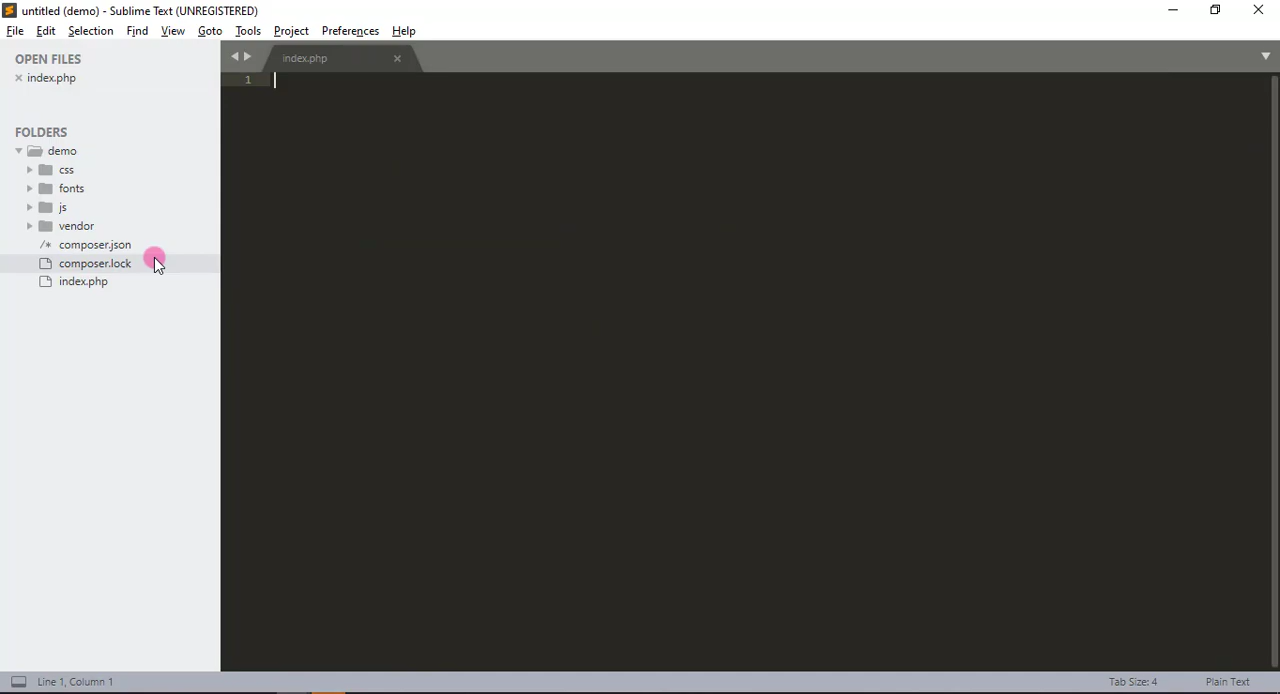 untitled (demo) - Sublime Text (UNREGISTERED)
File Edit Selection Find View Goto Tools Project Preferences Help
OPEN FILES
index.php
FOLDERS
demo
css
fonts
js
vendor
/* composer.json
composer.lock
index.php
index.php
1
Line 1, Column 1
Tab Size: 4
Plain Text